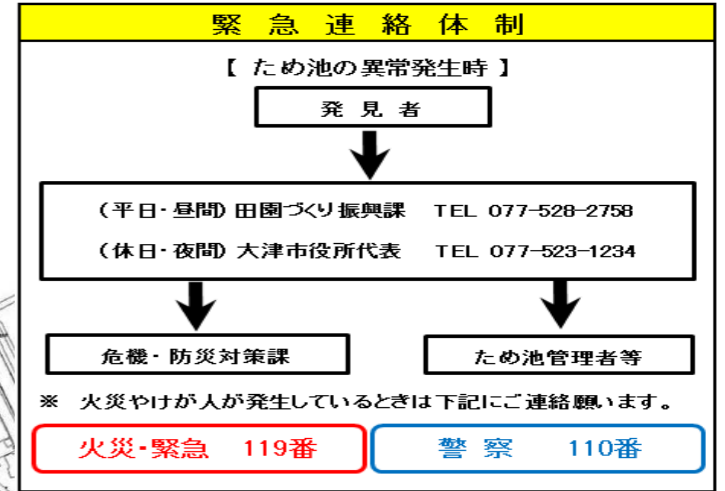 緊急連絡体制
【 ため池の異常発生時 】
発見者
(平日・昼間) 田園づくり振興課 TEL 077-528-2758
(休日・夜間) 大津市役所代表 TEL 077-523-1234
危機・防災対策課
ため池管理者等
※ 火災やけが人が発生しているときは下記にご連絡願います。
火災・緊急 119番
警察 110番